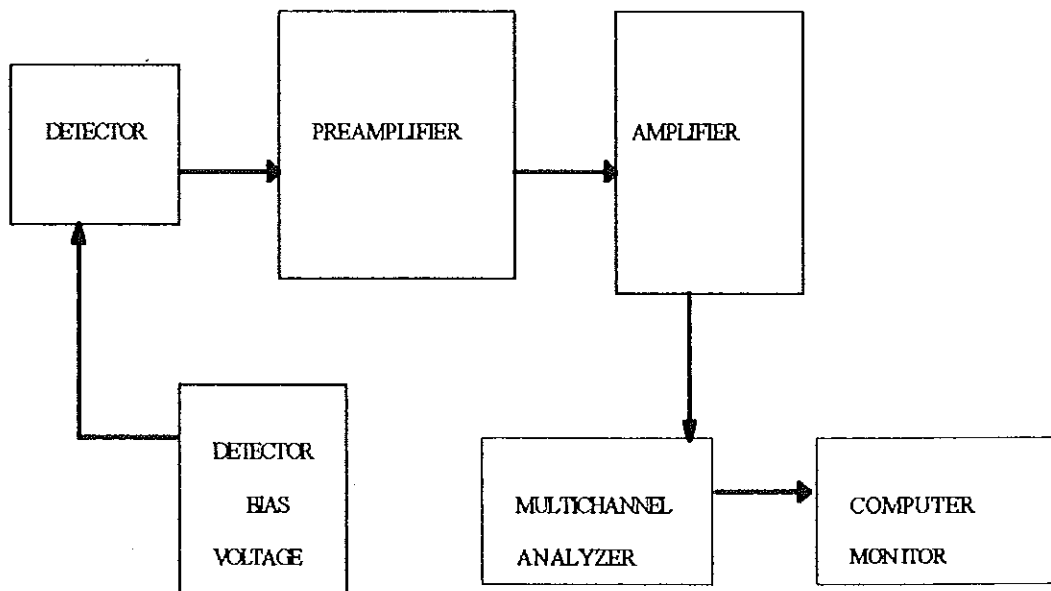 DETECTOR
PREAMPLIFIER
AMPLIFIER
DETECTOR
BIAS
VOLTAGE
MULTICHANNEL
ANALYZER
COMPUTER
MONITOR